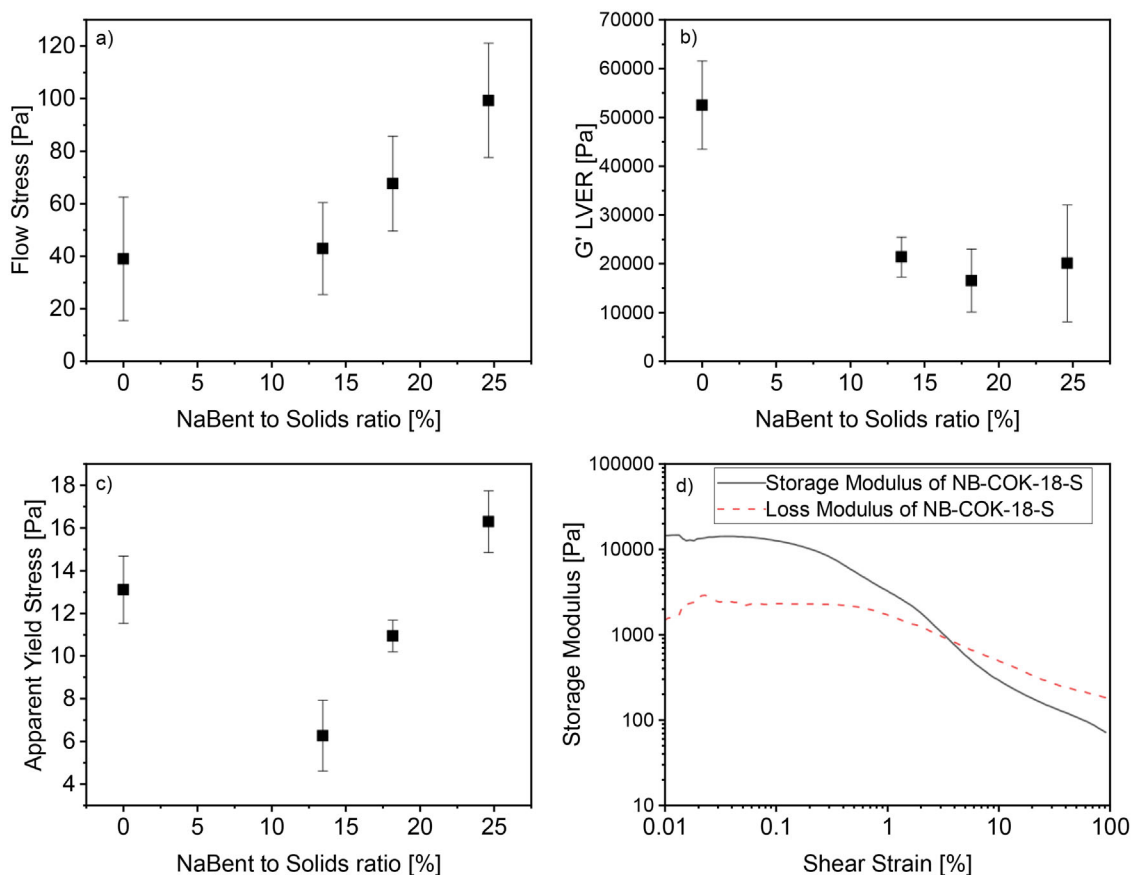 a)
Flow Stress [Pa]
120
100
80
60
40
20
0
0 5 10 15 20 25
NaBent to Solids ratio [%]
b)
G' LVER [Pa]
70000
60000
50000
40000
30000
20000
10000
0
0 5 10 15 20 25
NaBent to Solids ratio [%]
c)
Apparent Yield Stress [Pa]
18
16
14
12
10
8
6
4
0 5 10 15 20 25
NaBent to Solids ratio [%]
d)
Storage Modulus of NB-COK-18-S
Loss Modulus of NB-COK-18-S
Storage Modulus [Pa]
100000
10000
1000
100
10
0.01 0.1 1 10 100
Shear Strain [%]